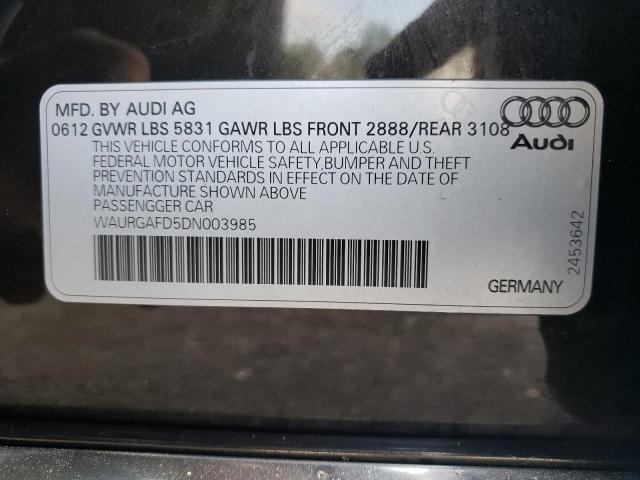 MFD. BY AUDI AG
0612 GVWR LBS 5831 GAWR LBS FRONT 2888/REAR 3108
THIS VEHICLE CONFORMS TO ALL APPLICABLE U.S.
FEDERAL MOTOR VEHICLE SAFETY,BUMPER AND THEFT
PREVENTION STANDARDS IN EFFECT ON THE DATE OF
MANUFACTURE SHOWN ABOVE
PASSENGGER CAR
WAURGAFD5DN003985
Audi
2453642
GERMANY